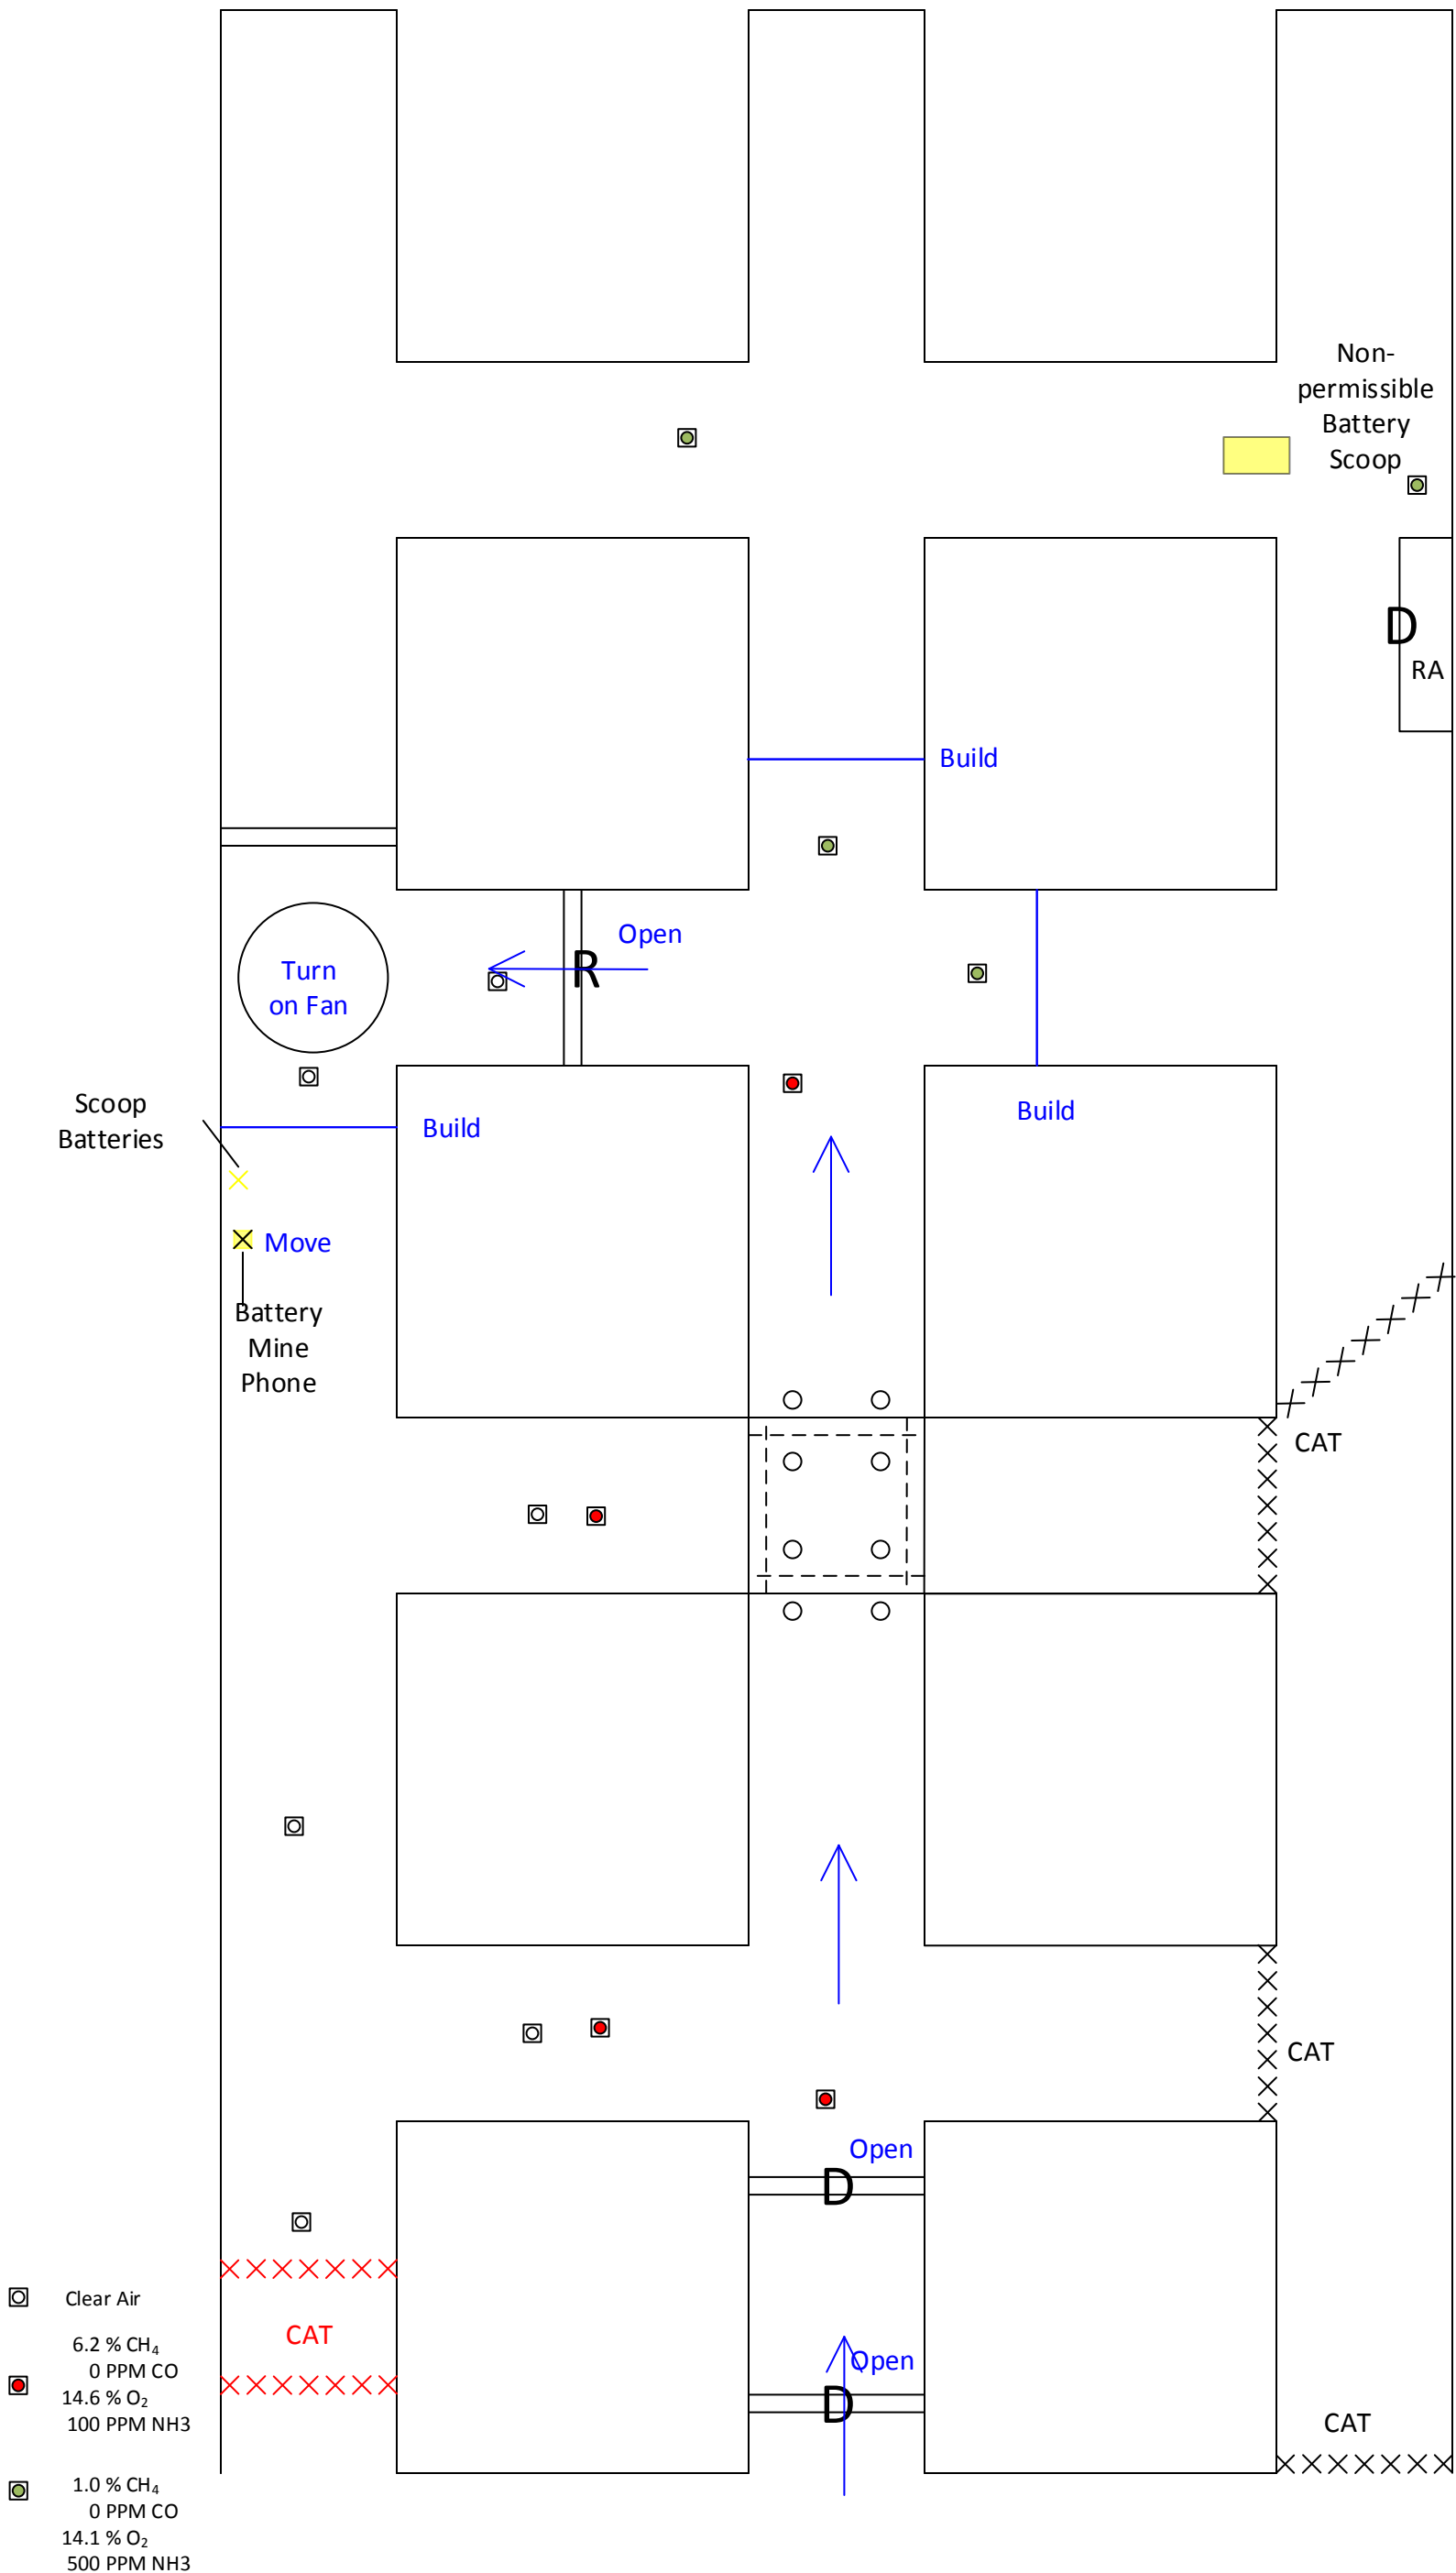 Non-
permissible
Battery
Scoop
D
RA
Build
Open
R
Turn
on Fan
Scoop
Batteries
Build
Build
Move
Battery
Mine
Phone
CAT
CAT
Open
D
Clear Air
CAT
6.2 % CH₄
0 PPM CO
14.6 % O₂
100 PPM NH3
Open
D
CAT
1.0 % CH₄
0 PPM CO
14.1 % O₂
500 PPM NH3